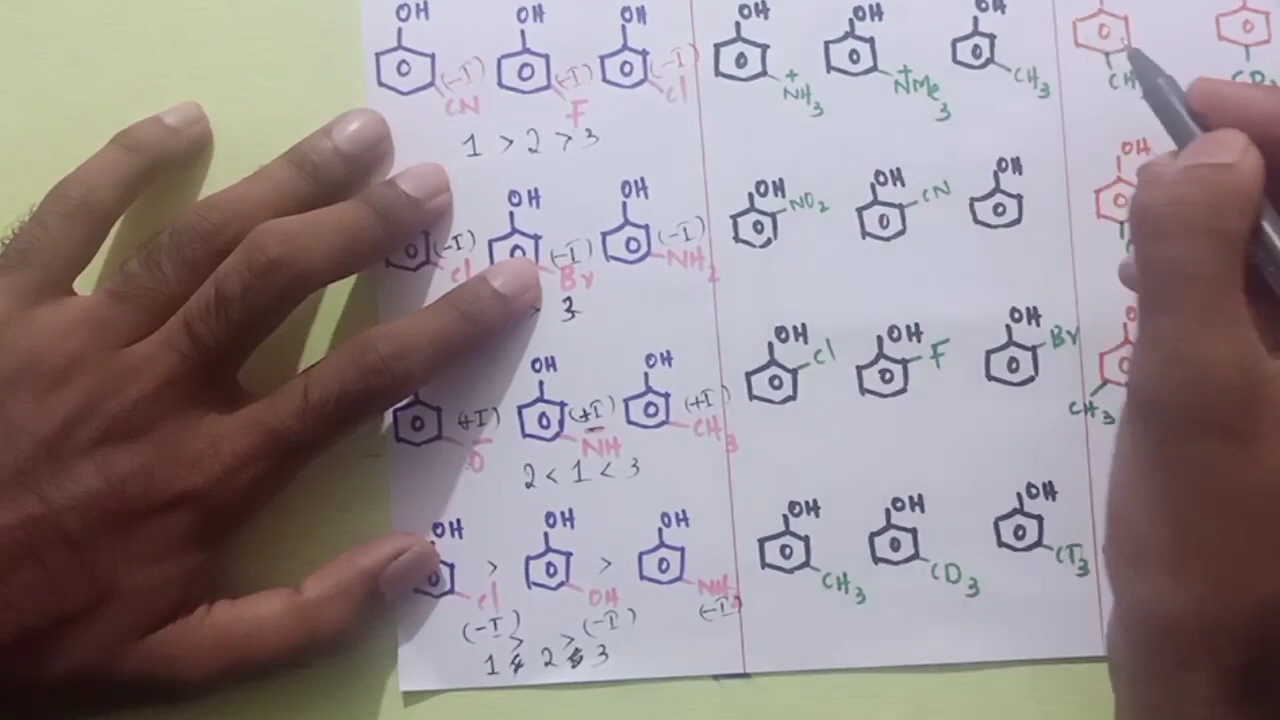 OH OH OH
(-I) (-I) (-I)
CN F Cl
1 > 2 > 3
OH OH
(-I) (-I) (-I)
Cl Br NH2
> 3
OH OH
(+I) (+I) (+I)
O⁻ N̄H CH3
2 < 1 < 3
OH > OH > OH
Cl OH
(-I) (-I) (-I)
1 > 2 > 3
OH OH OH
+NH3 +NMe3 CH3
OH NO2 OH CN OH
OH Cl OH F OH Br
OH OH OH
CH3 CD3 CT3
OH
CH3